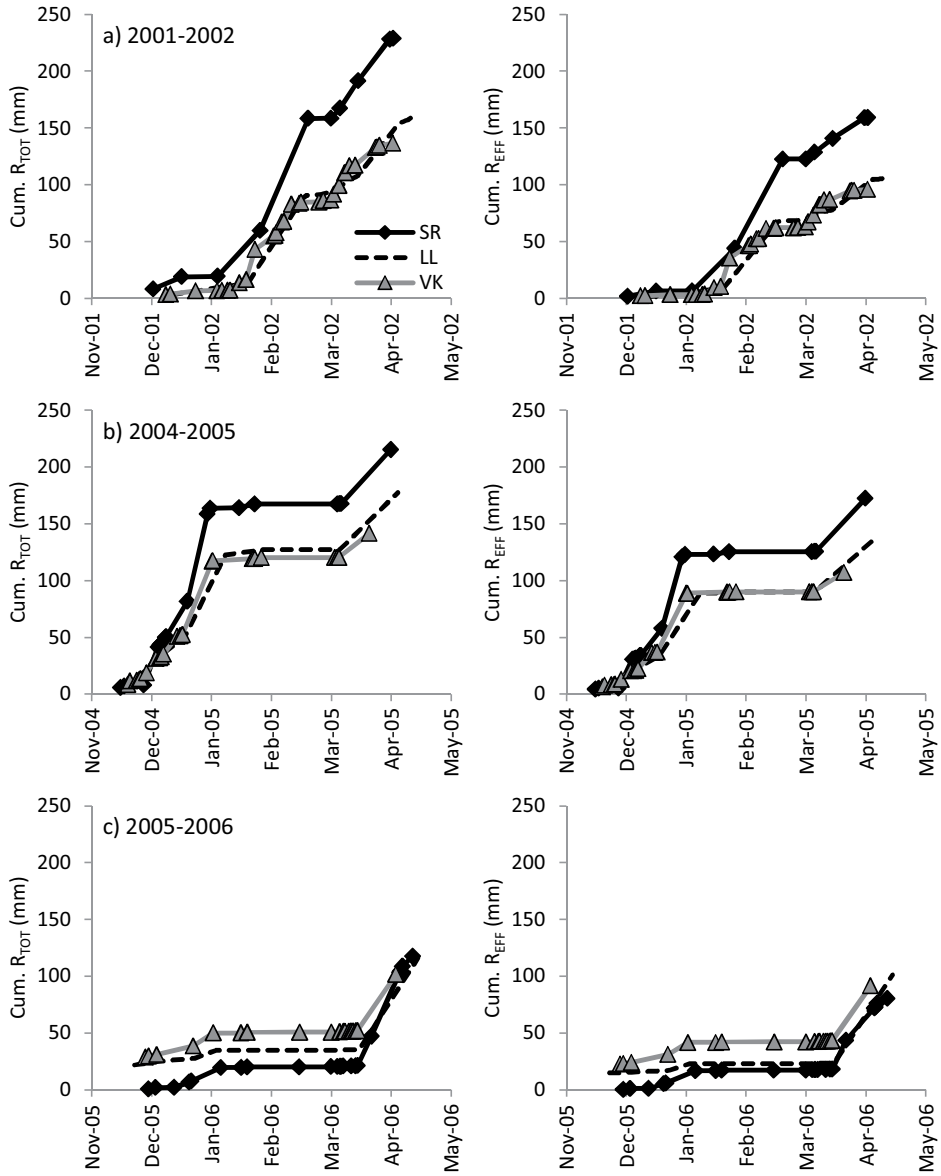 a) 2001-2002
Cum. R_TOT (mm)
250
200
150
100
50
0
SR
LL
VK
Nov-01
Dec-01
Jan-02
Feb-02
Mar-02
Apr-02
May-02
Cum. R_EFF (mm)
250
200
150
100
50
0
Nov-01
Dec-01
Jan-02
Feb-02
Mar-02
Apr-02
May-02
b) 2004-2005
Cum. R_TOT (mm)
250
200
150
100
50
0
Nov-04
Dec-04
Jan-05
Feb-05
Mar-05
Apr-05
May-05
Cum. R_EFF (mm)
250
200
150
100
50
0
Nov-04
Dec-04
Jan-05
Feb-05
Mar-05
Apr-05
May-05
c) 2005-2006
Cum. R_TOT (mm)
250
200
150
100
50
0
Nov-05
Dec-05
Jan-06
Feb-06
Mar-06
Apr-06
May-06
Cum. R_EFF (mm)
250
200
150
100
50
0
Nov-05
Dec-05
Jan-06
Feb-06
Mar-06
Apr-06
May-06